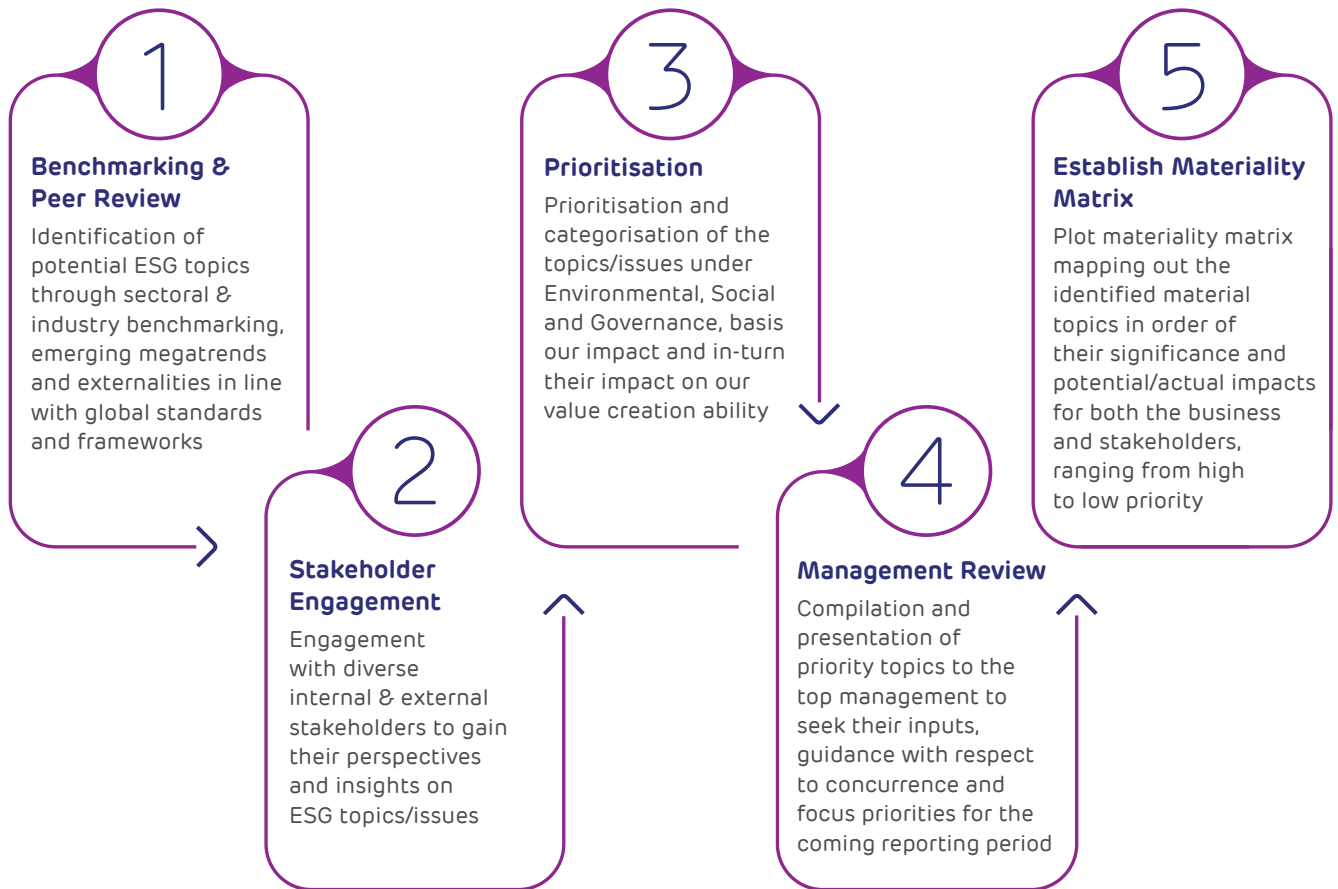 1
Benchmarking &
Peer Review
Identification of
potential ESG topics
through sectoral &
industry benchmarking,
emerging megatrends
and externalities in line
with global standards
and frameworks
2
Stakeholder
Engagement
Engagement
with diverse
internal & external
stakeholders to gain
their perspectives
and insights on
ESG topics/issues
3
Prioritisation
Prioritisation and
categorisation of the
topics/issues under
Environmental, Social
and Governance, basis
our impact and in-turn
their impact on our
value creation ability
4
Management Review
Compilation and
presentation of
priority topics to the
top management to
seek their inputs,
guidance with respect
to concurrence and
focus priorities for the
coming reporting period
5
Establish Materiality
Matrix
Plot materiality matrix
mapping out the
identified material
topics in order of
their significance and
potential/actual impacts
for both the business
and stakeholders,
ranging from high
to low priority